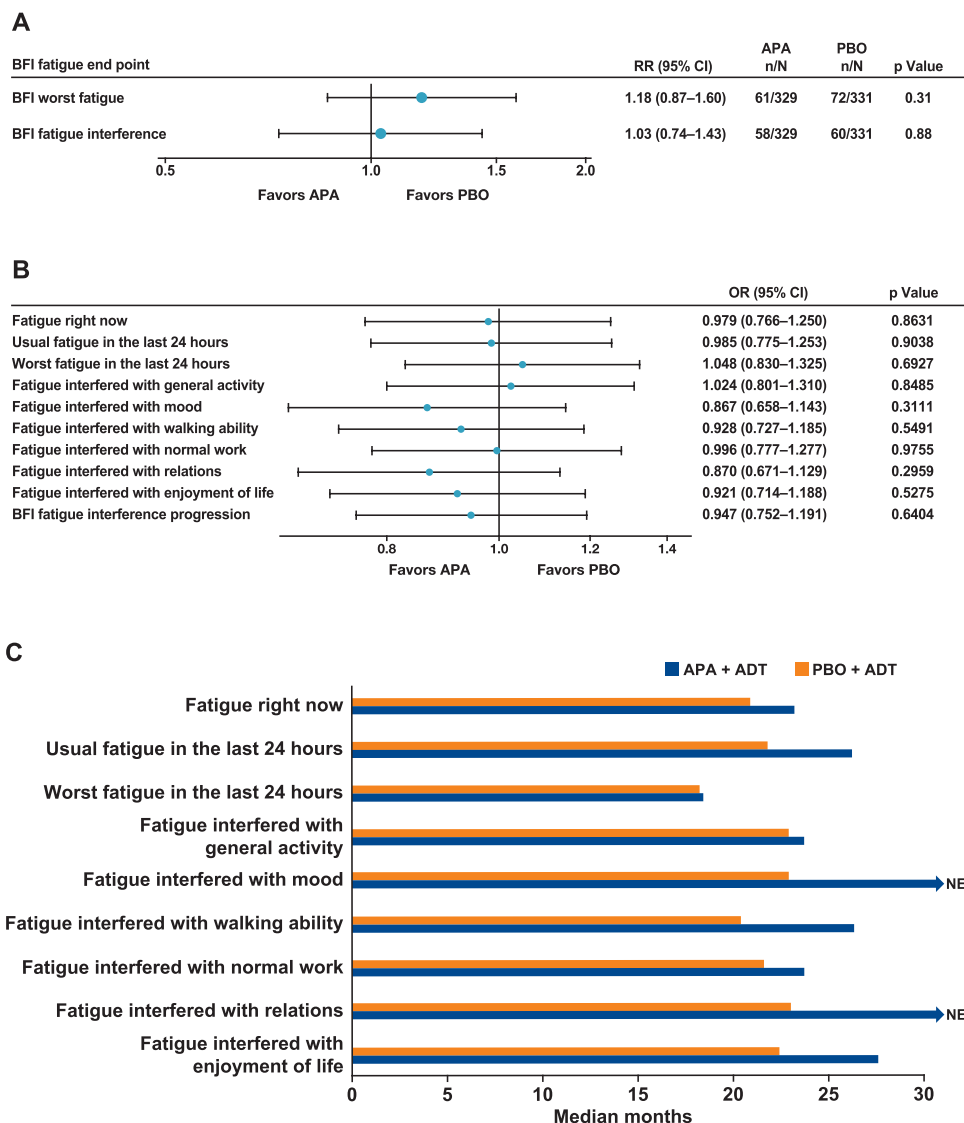 A
APA PBO
BFI fatigue end point RR (95% CI) n/N n/N p Value
BFI worst fatigue 1.18 (0.87–1.60) 61/329 72/331 0.31
BFI fatigue interference 1.03 (0.74–1.43) 58/329 60/331 0.88
0.5 1.0 1.5 2.0
Favors APA Favors PBO
B
OR (95% CI) p Value
Fatigue right now 0.979 (0.766–1.250) 0.8631
Usual fatigue in the last 24 hours 0.985 (0.775–1.253) 0.9038
Worst fatigue in the last 24 hours 1.048 (0.830–1.325) 0.6927
Fatigue interfered with general activity 1.024 (0.801–1.310) 0.8485
Fatigue interfered with mood 0.867 (0.658–1.143) 0.3111
Fatigue interfered with walking ability 0.928 (0.727–1.185) 0.5491
Fatigue interfered with normal work 0.996 (0.777–1.277) 0.9755
Fatigue interfered with relations 0.870 (0.671–1.129) 0.2959
Fatigue interfered with enjoyment of life 0.921 (0.714–1.188) 0.5275
BFI fatigue interference progression 0.947 (0.752–1.191) 0.6404
0.8 1.0 1.2 1.4
Favors APA Favors PBO
C
APA + ADT PBO + ADT
Fatigue right now
Usual fatigue in the last 24 hours
Worst fatigue in the last 24 hours
Fatigue interfered with
general activity
Fatigue interfered with mood NE
Fatigue interfered with walking ability
Fatigue interfered with normal work
Fatigue interfered with relations NE
Fatigue interfered with
enjoyment of life
0 5 10 15 20 25 30
Median months